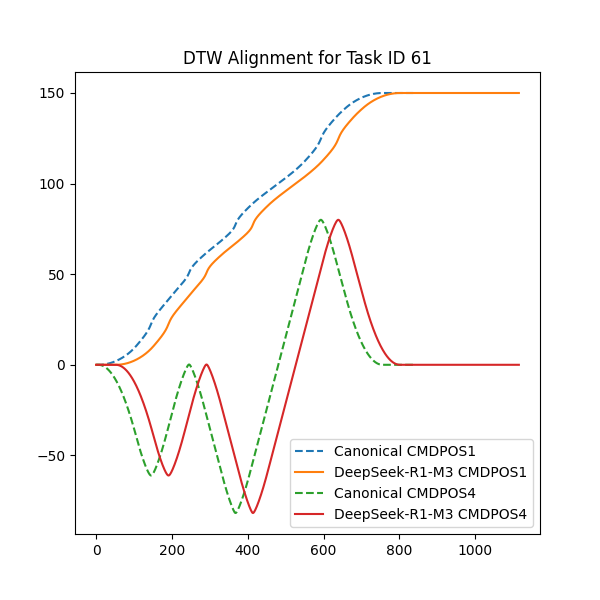 DTW Alignment for Task ID 61
150
100
50
0
−50
0 200 400 600 800 1000
Canonical CMDPOS1
DeepSeek-R1-M3 CMDPOS1
Canonical CMDPOS4
DeepSeek-R1-M3 CMDPOS4